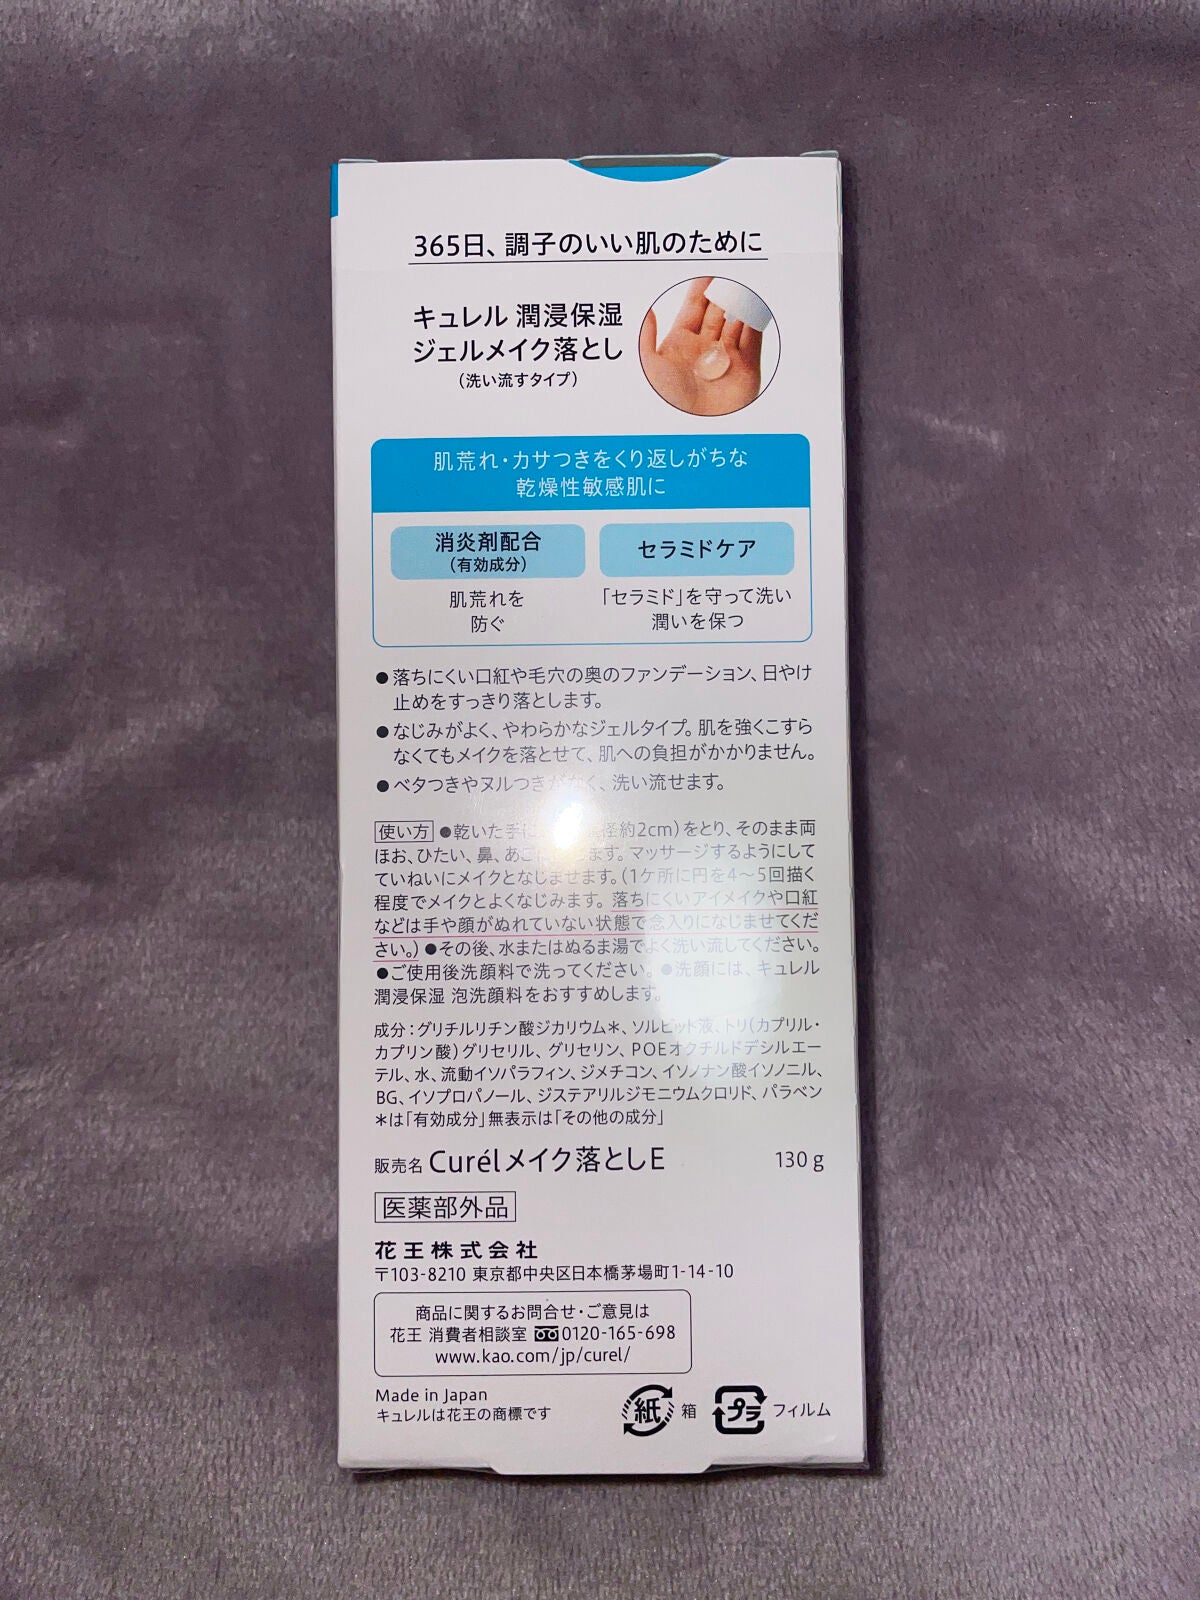 365日、調子のいい肌のために
キュレル 潤浸保湿
ジェルメイク落とし
(洗い流すタイプ)
肌荒れ・カサつきをくり返しがちな
乾燥性敏感肌に
消炎剤配合
(有効成分)
肌荒れを
防ぐ
セラミドケア
「セラミド」を守って洗い
潤いを保つ
●落ちにくい口紅や毛穴の奥のファンデーション、日やけ
止めをすっきり落とします。
●なじみがよく、やわらかなジェルタイプ。肌を強くこすら
なくてもメイクを落とせて、肌への負担がかかりません。
●ベタつきやヌルつきがなく、洗い流せます。
使い方 ●乾いた手に 径約2cm)をとり、そのまま両
ほお、ひたい、鼻、あご ます。マッサージするようにして
ていねいにメイクとなじませます。(1ケ所に円を4〜5回描く
程度でメイクとよくなじみます。落ちにくいアイメイクや口紅
などは手や顔がぬれていない状態で念入りになじませてくだ
さい。)●その後、水またはぬるま湯でよく洗い流してください。
●ご使用後洗顔料で洗ってください。●洗顔には、キュレル
潤浸保湿 泡洗顔料をおすすめします。
成分:グリチルリチン酸ジカリウム*、ソルビット液、トリ(カプリル・
カプリン酸)グリセリル、グリセリン、POEオクチルドデシルエー
テル、水、流動イソパラフィン、ジメチコン、イソノナン酸イソノニル、
BG、イソプロパノール、ジステアリルジモニウムクロリド、パラベン
*は「有効成分」無表示は「その他の成分」
販売名 Curélメイク落としE 130 g
医薬部外品
花王株式会社
〒103-8210 東京都中央区日本橋茅場町1-14-10
商品に関するお問合せ・ご意見は
花王 消費者相談室 0120-165-698
www.kao.com/jp/curel/
Made in Japan
キュレルは花王の商標です
紙 箱 プラ フィルム